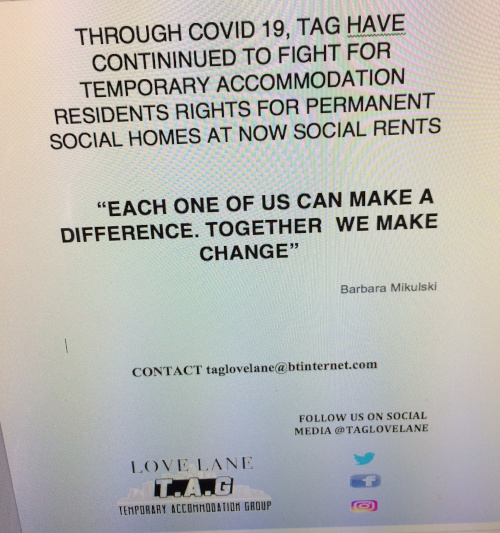 THROUGH COVID 19, TAG HAVE
CONTININUED TO FIGHT FOR
TEMPORARY ACCOMMODATION
RESIDENTS RIGHTS FOR PERMANENT
SOCIAL HOMES AT NOW SOCIAL RENTS
“EACH ONE OF US CAN MAKE A
DIFFERENCE. TOGETHER WE MAKE
CHANGE”
Barbara Mikulski
CONTACT taglovelane@btinternet.com
FOLLOW US ON SOCIAL
MEDIA @TAGLOVELANE
LOVE LANE
T.A.G
TEMPORARY ACCOMMODATION GROUP